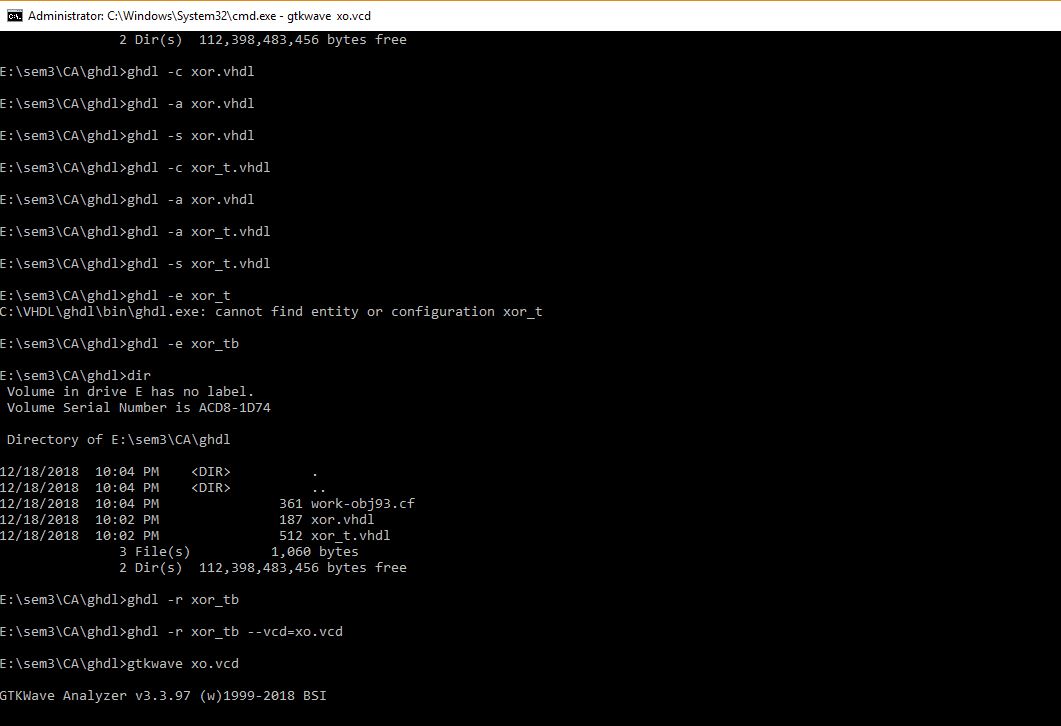 Administrator: C:\Windows\System32\cmd.exe - gtkwave xo.vcd
2 Dir(s) 112,398,483,456 bytes free
E:\sem3\CA\ghdl>ghdl -c xor.vhdl
E:\sem3\CA\ghdl>ghdl -a xor.vhdl
E:\sem3\CA\ghdl>ghdl -s xor.vhdl
E:\sem3\CA\ghdl>ghdl -c xor_t.vhdl
E:\sem3\CA\ghdl>ghdl -a xor.vhdl
E:\sem3\CA\ghdl>ghdl -a xor_t.vhdl
E:\sem3\CA\ghdl>ghdl -s xor_t.vhdl
E:\sem3\CA\ghdl>ghdl -e xor_t
C:\VHDL\ghdl\bin\ghdl.exe: cannot find entity or configuration xor_t
E:\sem3\CA\ghdl>ghdl -e xor_tb
E:\sem3\CA\ghdl>dir
Volume in drive E has no label.
Volume Serial Number is ACD8-1D74
Directory of E:\sem3\CA\ghdl
12/18/2018 10:04 PM <DIR> .
12/18/2018 10:04 PM <DIR> ..
12/18/2018 10:04 PM 361 work-obj93.cf
12/18/2018 10:02 PM 187 xor.vhdl
12/18/2018 10:02 PM 512 xor_t.vhdl
3 File(s) 1,060 bytes
2 Dir(s) 112,398,483,456 bytes free
E:\sem3\CA\ghdl>ghdl -r xor_tb
E:\sem3\CA\ghdl>ghdl -r xor_tb --vcd=xo.vcd
E:\sem3\CA\ghdl>gtkwave xo.vcd
GTKWave Analyzer v3.3.97 (w)1999-2018 BSI